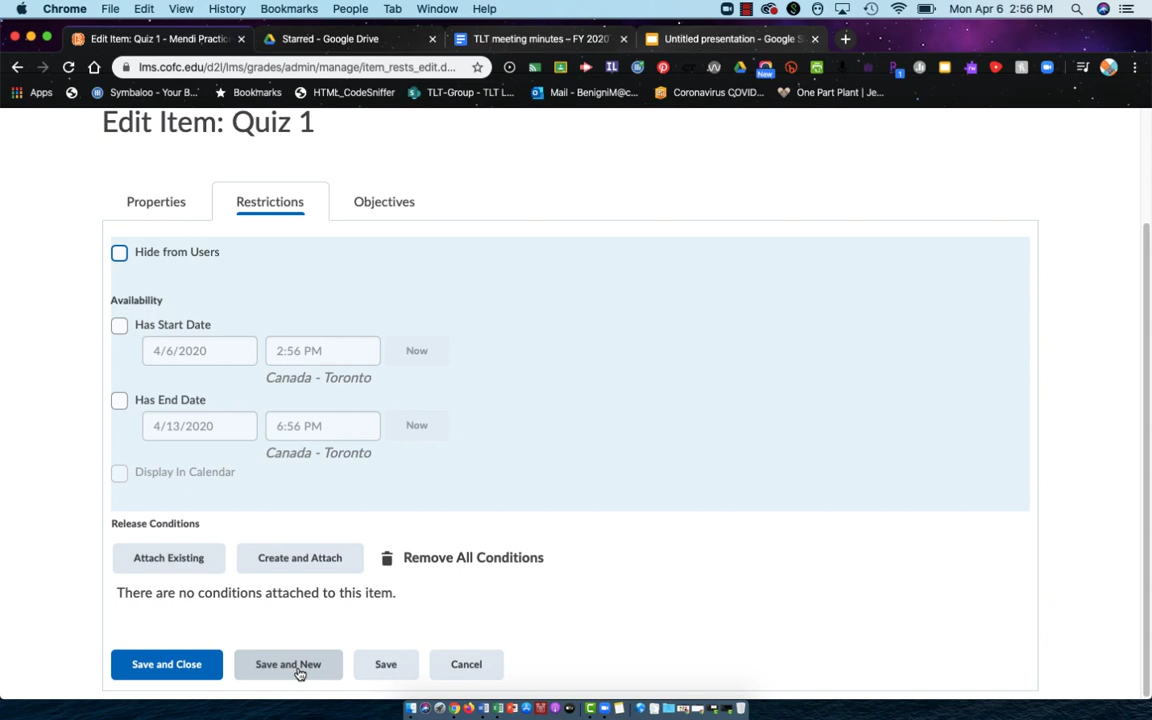 Chrome File Edit View History Bookmarks People Tab Window Help Mon Apr 6 2:56 PM
Edit Item: Quiz 1 - Mendi Practic Starred - Google Drive TLT meeting minutes – FY 2020 Untitled presentation - Google S
lms.cofc.edu/d2l/lms/grades/admin/manage/item_rests_edit.d... IL New 1
Apps Symbaloo - Your B... Bookmarks HTML_CodeSniffer TLT-Group - TLT L... Mail - BenigniM@c... Coronavirus COVID... One Part Plant | Je...
Edit Item: Quiz 1
Properties Restrictions Objectives
Hide from Users
Availability
Has Start Date
4/6/2020 2:56 PM Now
Canada - Toronto
Has End Date
4/13/2020 6:56 PM Now
Canada - Toronto
Display In Calendar
Release Conditions
Attach Existing Create and Attach Remove All Conditions
There are no conditions attached to this item.
Save and Close Save and New Save Cancel